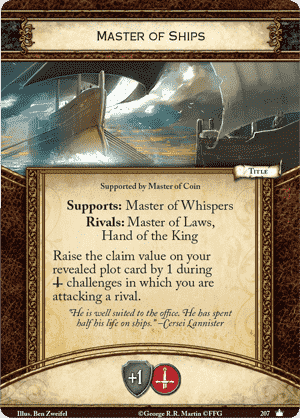 Master of Ships
Title
Supported by Master of Coin
Supports: Master of Whispers
Rivals: Master of Laws,
Hand of the King
Raise the claim value on your
revealed plot card by 1 during
challenges in which you are
attacking a rival.
"He is well suited to the office. He has spent
half his life on ships." –Cersei Lannister
+1
Illus. Ben Zweifel ©George R.R. Martin ©FFG 207